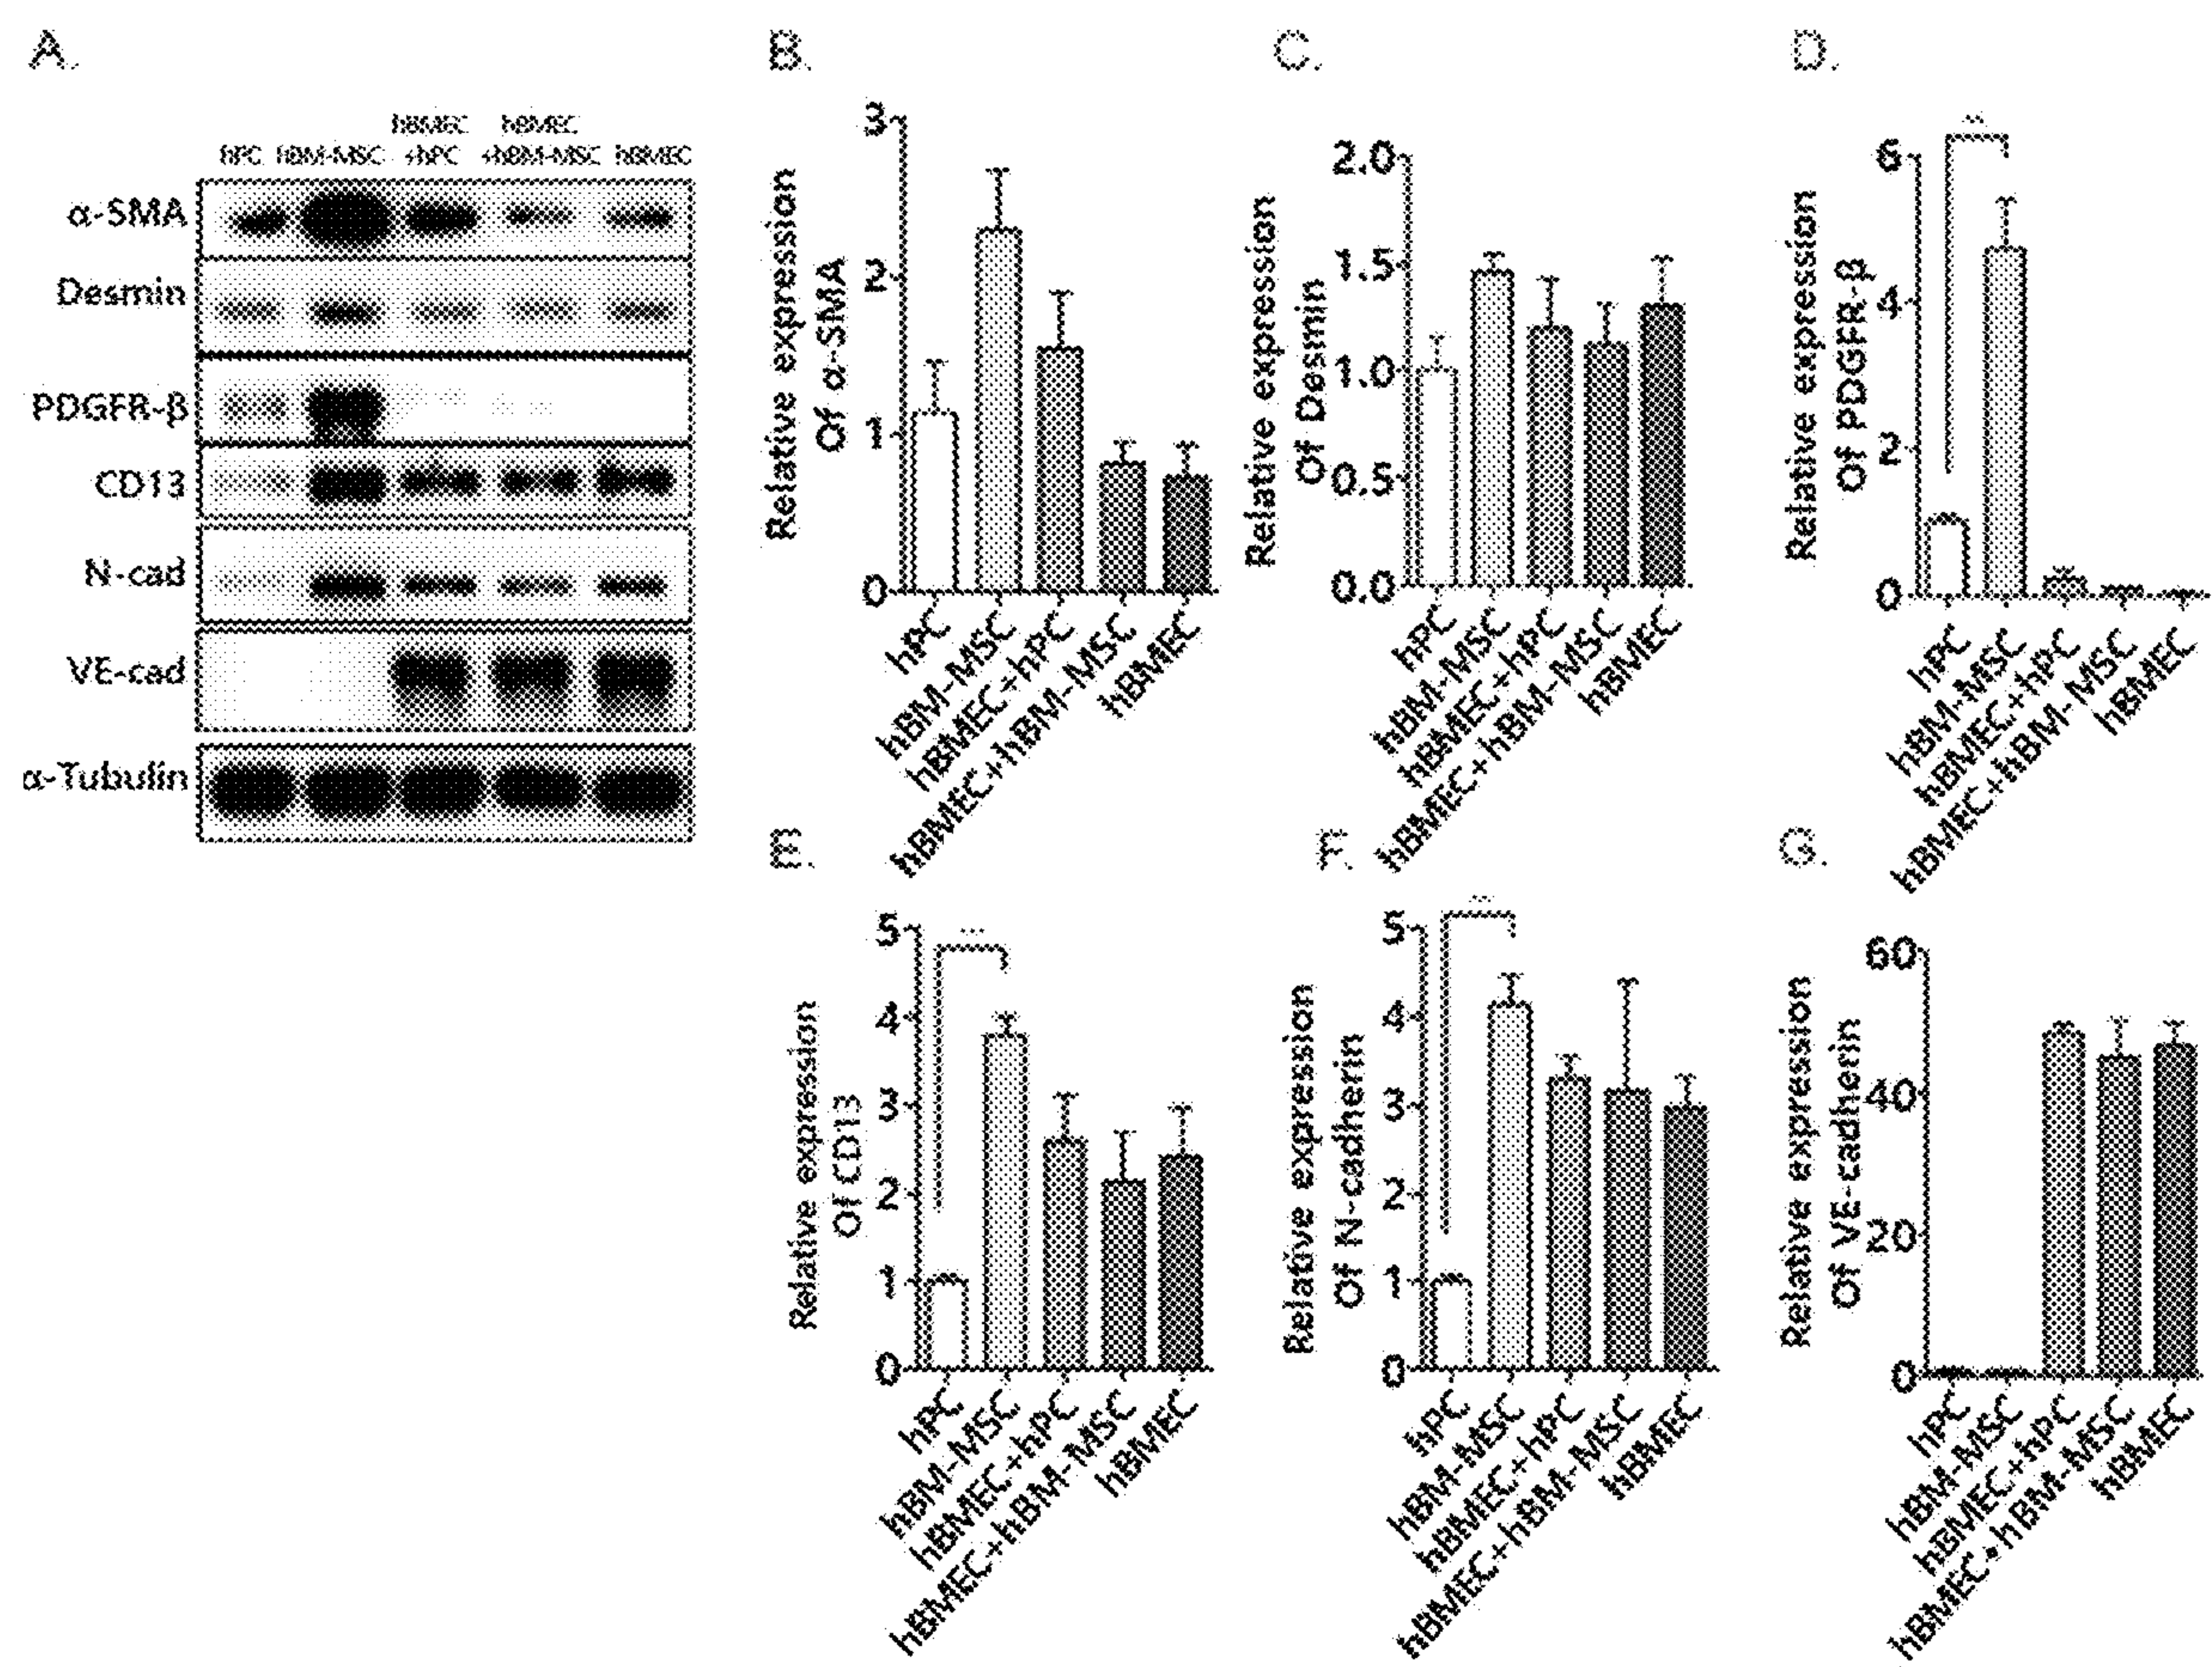 A.
hBMEC hBMEC
hPC hBM-MSC +hPC +hBM-MSC hBMEC
α-SMA
Desmin
PDGFR-β
CD13
N-cad
VE-cad
α-Tubulin
B.
Relative expression
Of α-SMA
3
2
1
0
hPC
hBM-MSC
hBMEC+hPC
hBMEC+hBM-MSC
hBMEC
C.
Relative expression
Of Desmin
2.0
1.5
1.0
0.5
0.0
hPC
hBM-MSC
hBMEC+hPC
hBMEC+hBM-MSC
hBMEC
D.
Relative expression
Of PDGFR-β
6
4
2
0
hPC
hBM-MSC
hBMEC+hPC
hBMEC+hBM-MSC
hBMEC
E.
Relative expression
Of CD13
5
4
3
2
1
0
hPC
hBM-MSC
hBMEC+hPC
hBMEC+hBM-MSC
hBMEC
F.
Relative expression
Of N-cadherin
5
4
3
2
1
0
hPC
hBM-MSC
hBMEC+hPC
hBMEC+hBM-MSC
hBMEC
G.
Relative expression
Of VE-cadherin
60
40
20
0
hPC
hBM-MSC
hBMEC+hPC
hBMEC+hBM-MSC
hBMEC